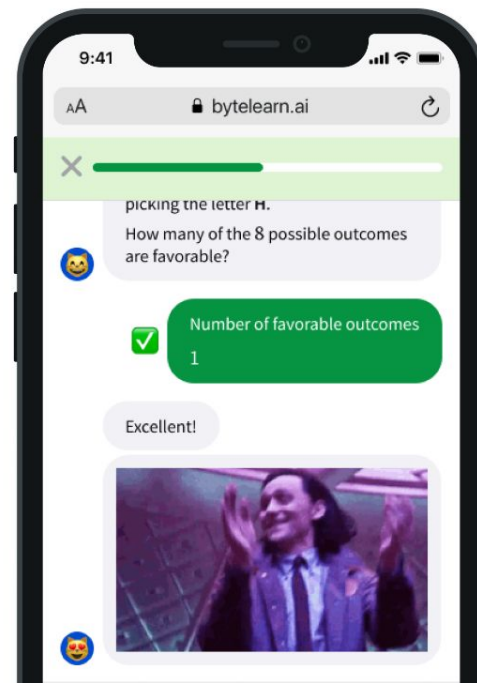 9:41
AA bytelearn.ai
picking the letter H.
How many of the 8 possible outcomes
are favorable?
Number of favorable outcomes
1
Excellent!